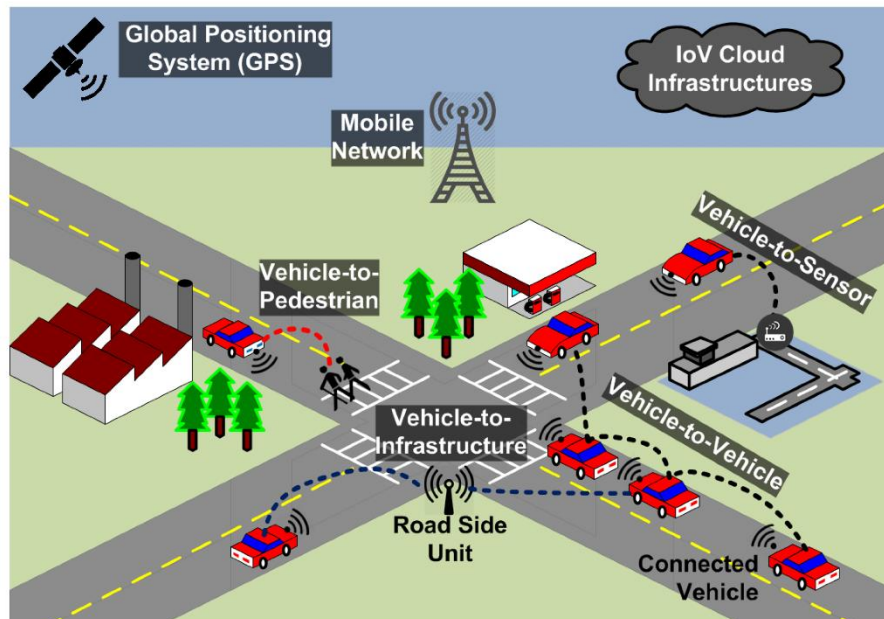 Global Positioning
System (GPS)
IoV Cloud
Infrastructures
Mobile
Network
Vehicle-to-
Pedestrian
Vehicle-to-Sensor
Vehicle-to-
Infrastructure
Vehicle-to-Vehicle
Road Side
Unit
Connected
Vehicle